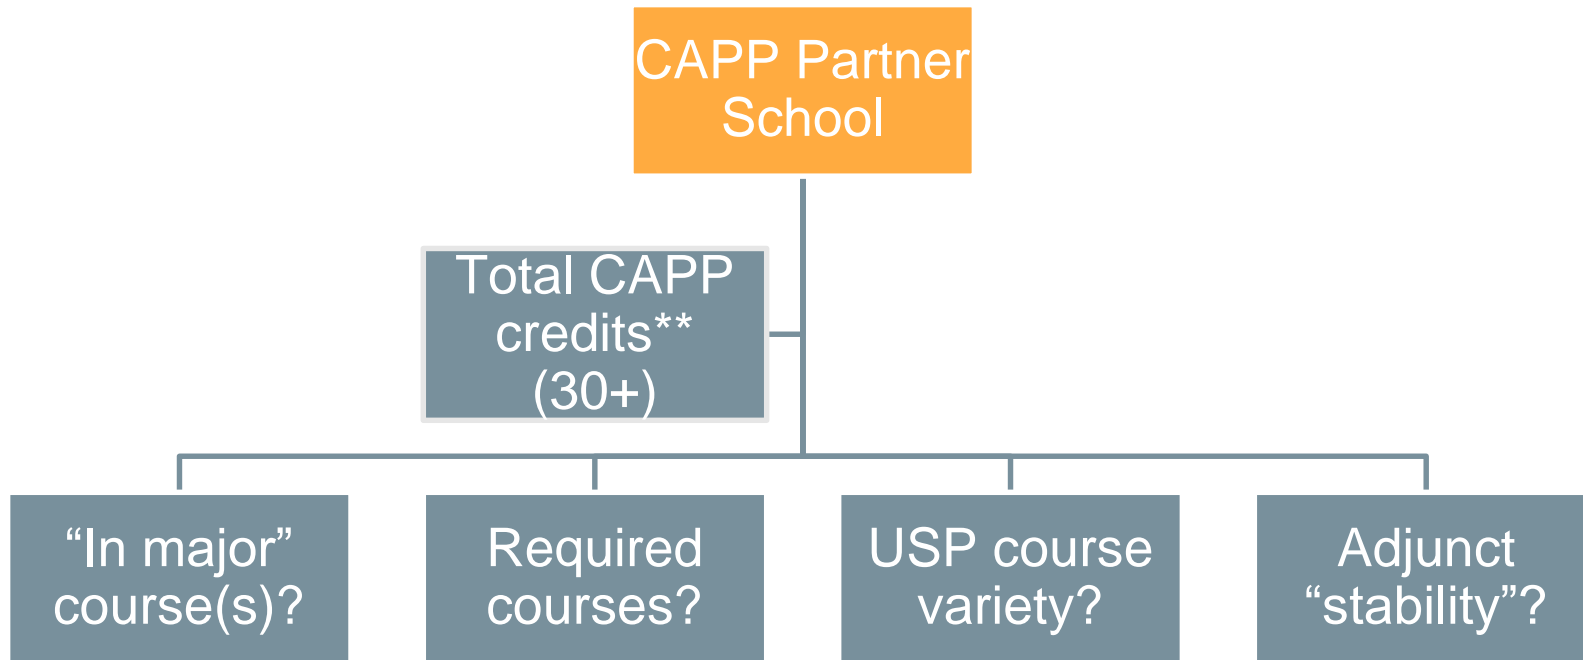 CAPP Partner
School
Total CAPP
credits**
(30+)
“In major”
course(s)?
Required
courses?
USP course
variety?
Adjunct
“stability”?